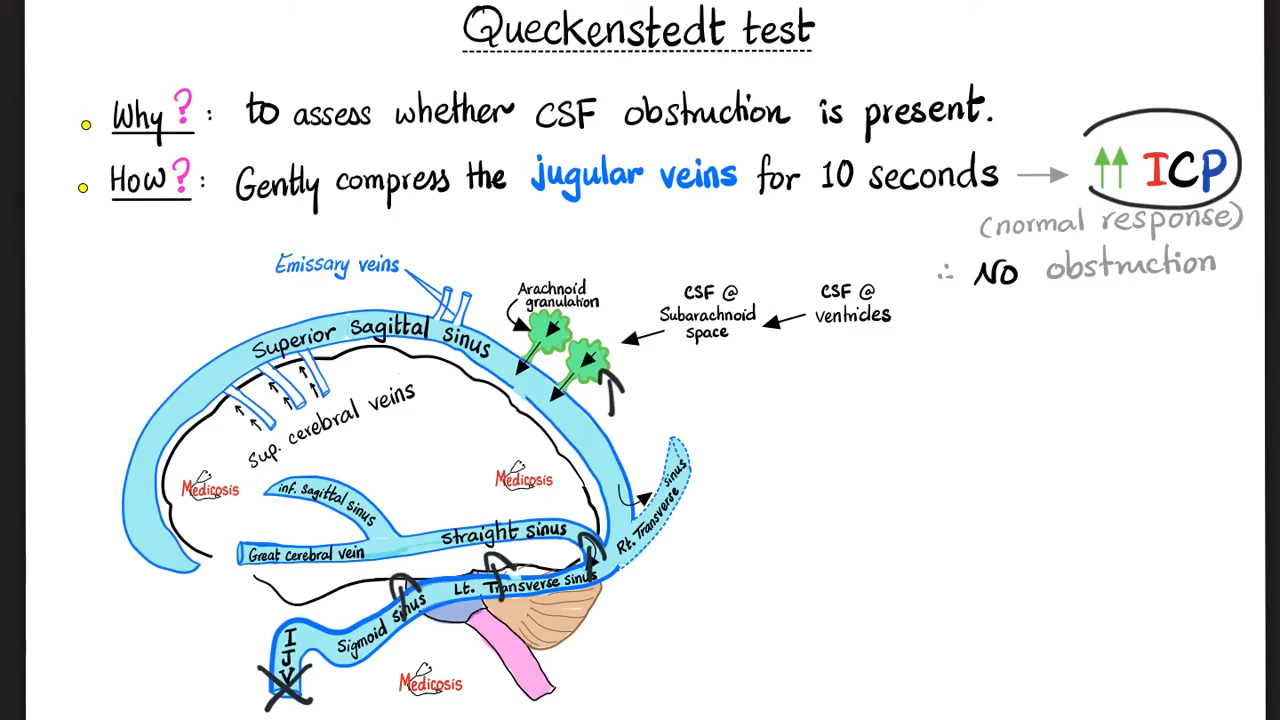 Queckenstedt test
Why? : to assess whether CSF obstruction is present.
How? : Gently compress the jugular veins for 10 seconds → ↑↑ ICP
(normal response)
∴ No obstruction
Emissary veins
Arachnoid
granulation
CSF @
Subarachnoid
space
CSF @
ventricles
Superior sagittal sinus
Sup. cerebral veins
Medicosis
Medicosis
inf. sagittal sinus
straight sinus
Great cerebral vein
Rt. Transverse sinus
Lt. Transverse sinus
Sigmoid sinus
IJV
Medicosis